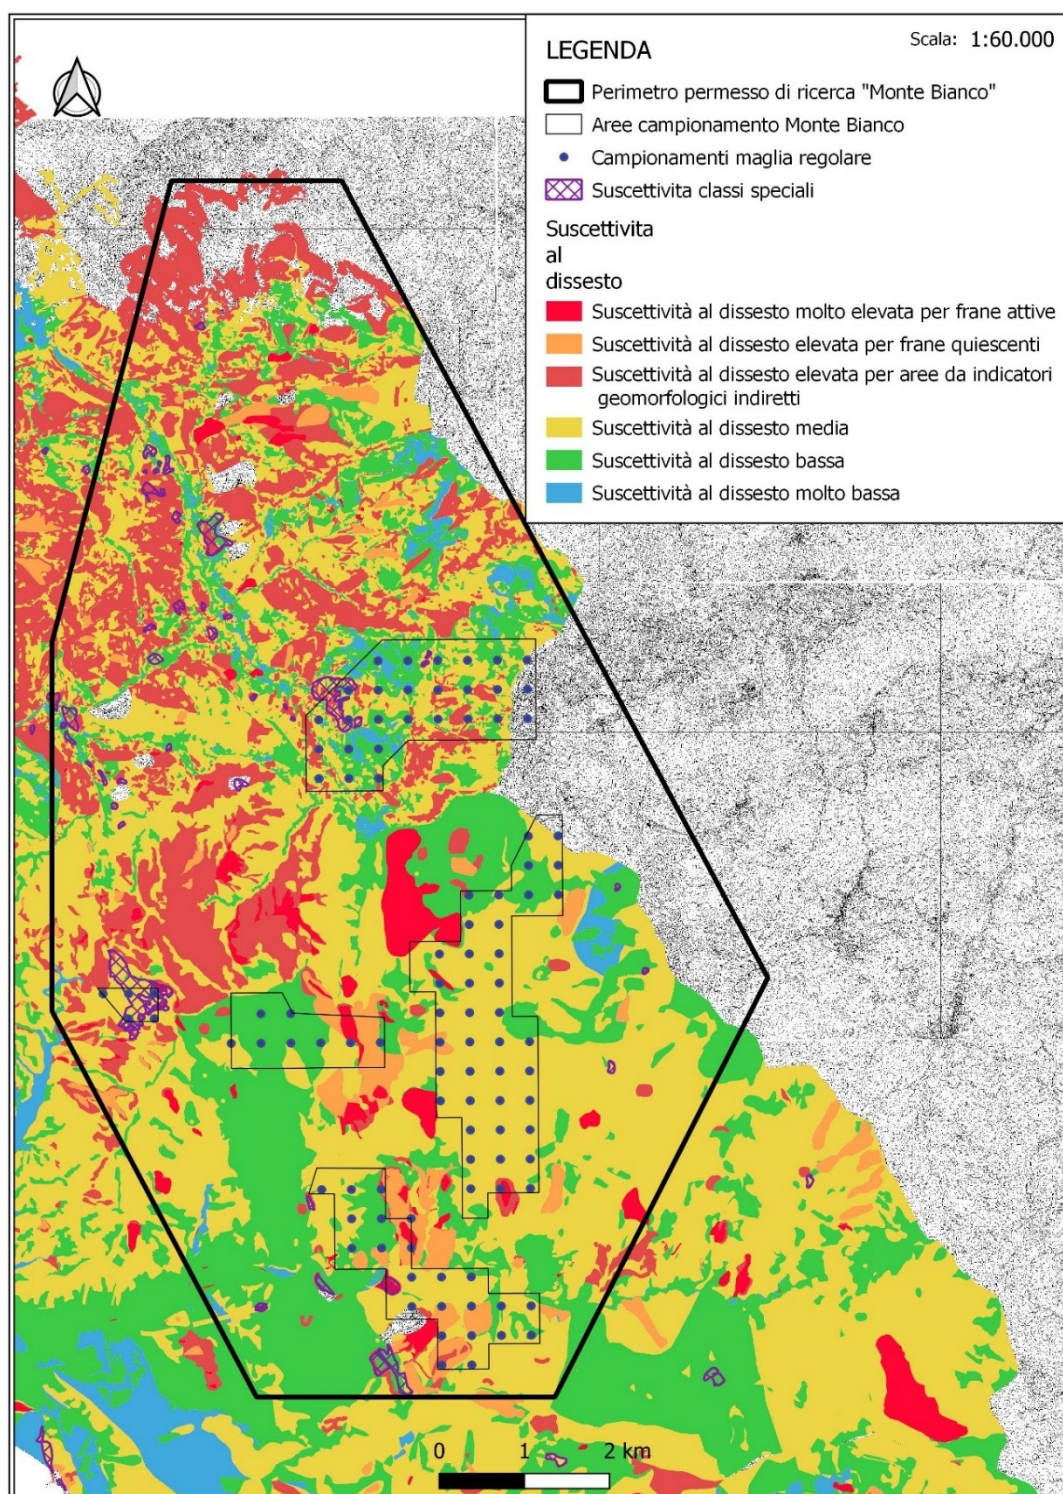 LEGENDA
Scala: 1:60.000
Perimetro permesso di ricerca "Monte Bianco"
Aree campionamento Monte Bianco
Campionamenti maglia regolare
Suscettivita classi speciali
Suscettivita
al
dissesto
Suscettività al dissesto molto elevata per frane attive
Suscettività al dissesto elevata per frane quiescenti
Suscettività al dissesto elevata per aree da indicatori
geomorfologici indiretti
Suscettività al dissesto media
Suscettività al dissesto bassa
Suscettività al dissesto molto bassa
0 1 2 km